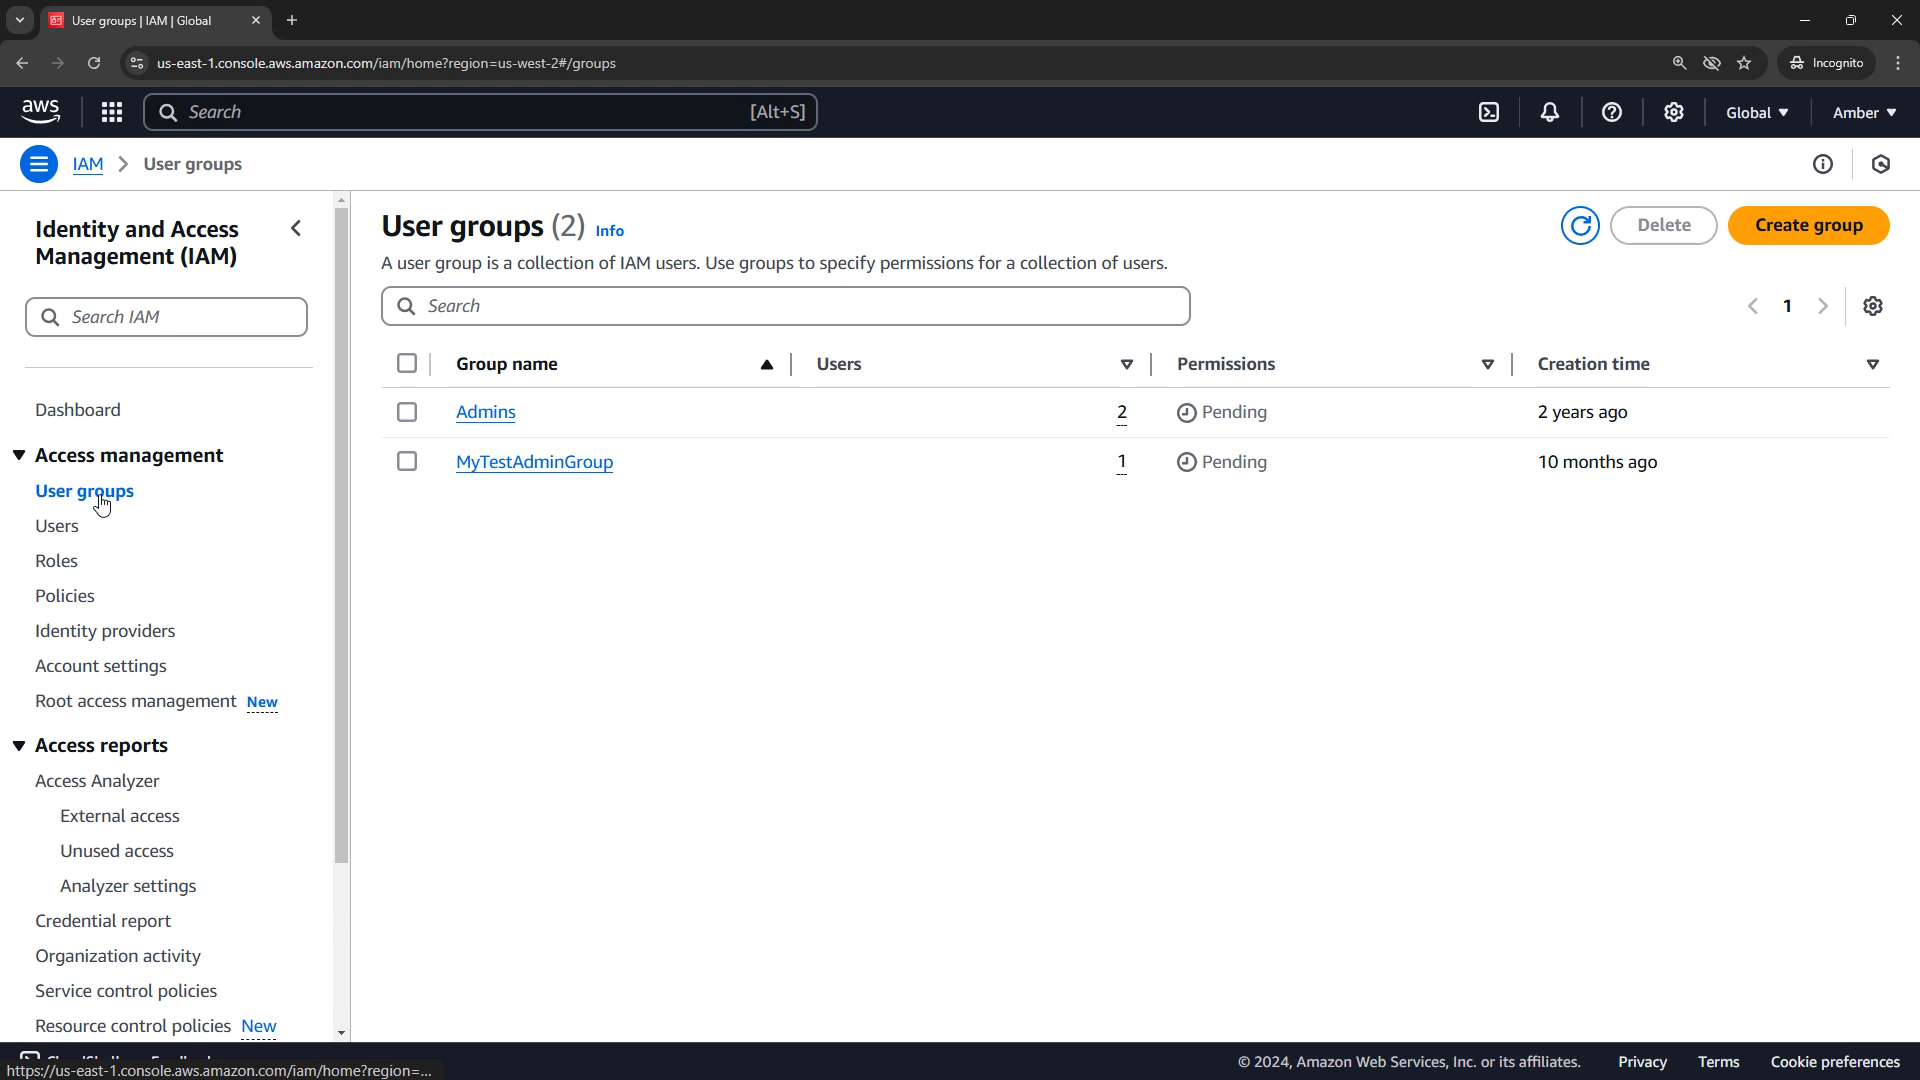 User groups | IAM | Global
us-east-1.console.aws.amazon.com/iam/home?region=us-west-2#/groups
Incognito
aws
Search
[Alt+S]
Global
Amber
IAM
User groups
Identity and Access
Management (IAM)
Search IAM
Dashboard
Access management
User groups
Users
Roles
Policies
Identity providers
Account settings
Root access management New
Access reports
Access Analyzer
External access
Unused access
Analyzer settings
Credential report
Organization activity
Service control policies
Resource control policies New
User groups (2) Info
A user group is a collection of IAM users. Use groups to specify permissions for a collection of users.
Delete
Create group
Search
1
Group name Users Permissions Creation time
Admins 2 Pending 2 years ago
MyTestAdminGroup 1 Pending 10 months ago
https://us-east-1.console.aws.amazon.com/iam/home?region=...
© 2024, Amazon Web Services, Inc. or its affiliates. Privacy Terms Cookie preferences